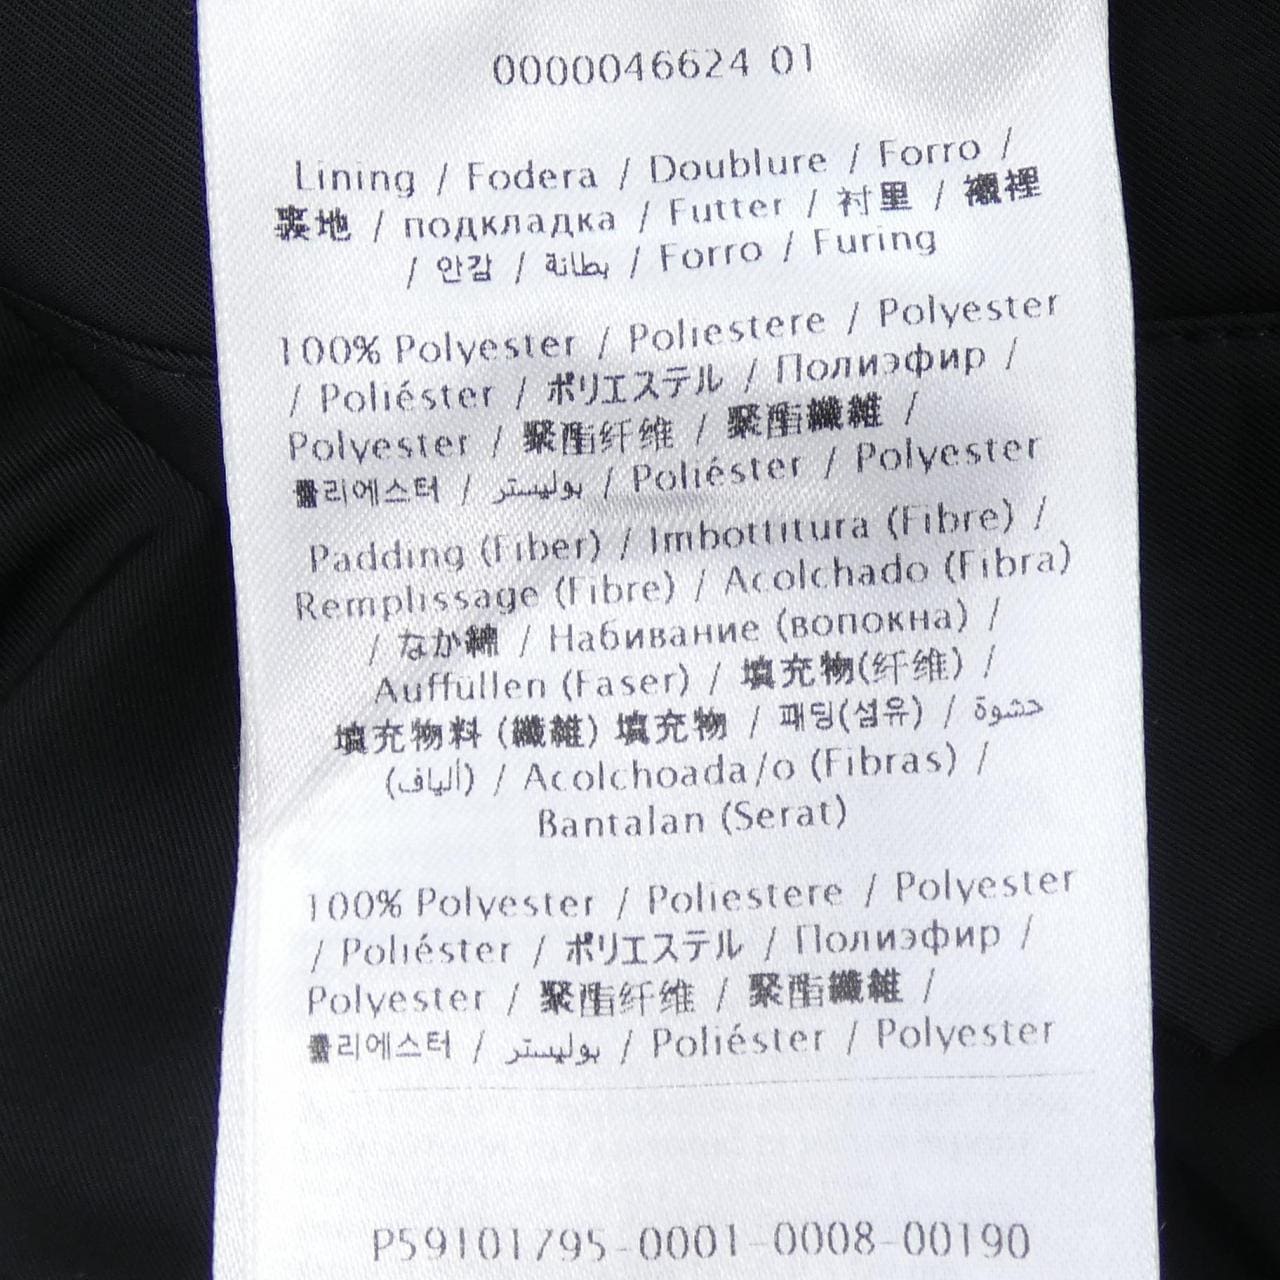 0000046624 01
Lining / Fodera / Doublure / Forro /
裏地 / подкладка / Futter / 衬里 / 襯裡
/ 안감 / بطانة / Forro / Furing
100% Polyester / Poliestere / Polyester
/ Poliéster / ポリエステル / Полиэфир /
Polyester / 聚酯纤维 / 聚酯纖維 /
폴리에스터 / بوليستر / Poliéster / Polyester
Padding (Fiber) / Imbottitura (Fibre) /
Remplissage (Fibre) / Acolchado (Fibra)
/ なか綿 / Набивание (вопокна) /
Auffüllen (Faser) / 填充物(纤维) /
填充物料 (纖維) 填充物 / 패딩(섬유) / حشوة
(ألياف) / Acolchoada/o (Fibras) /
Bantalan (Serat)
100% Polyester / Poliestere / Polyester
/ Poliéster / ポリエステル / Полиэфир /
Polyester / 聚酯纤维 / 聚酯纖維 /
폴리에스터 / بوليستر / Poliéster / Polyester
P59101795-0001-0008-00190